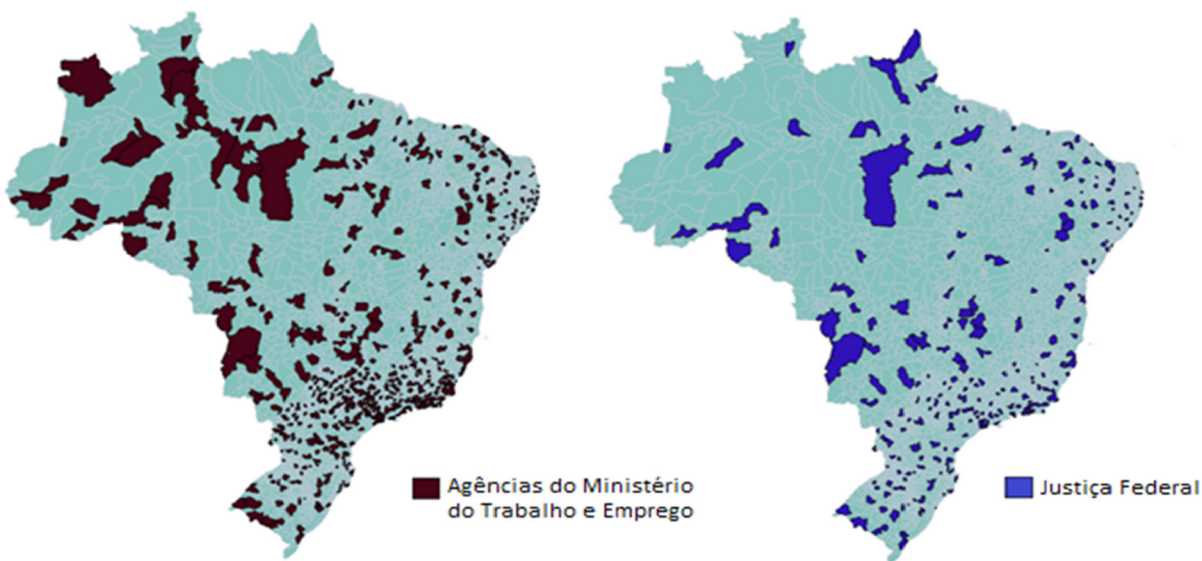 Agências do Ministério
do Trabalho e Emprego
Justiça Federal